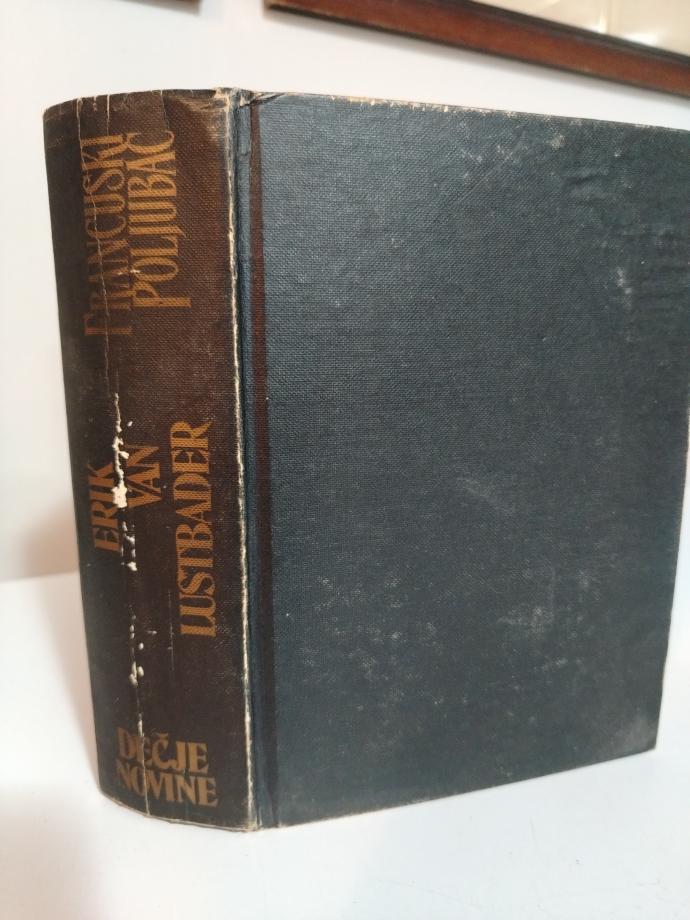 FRANCUSKI
POLJUBAC
ERIK
VAN
LUSTBADER
DEČJE
NOVINE